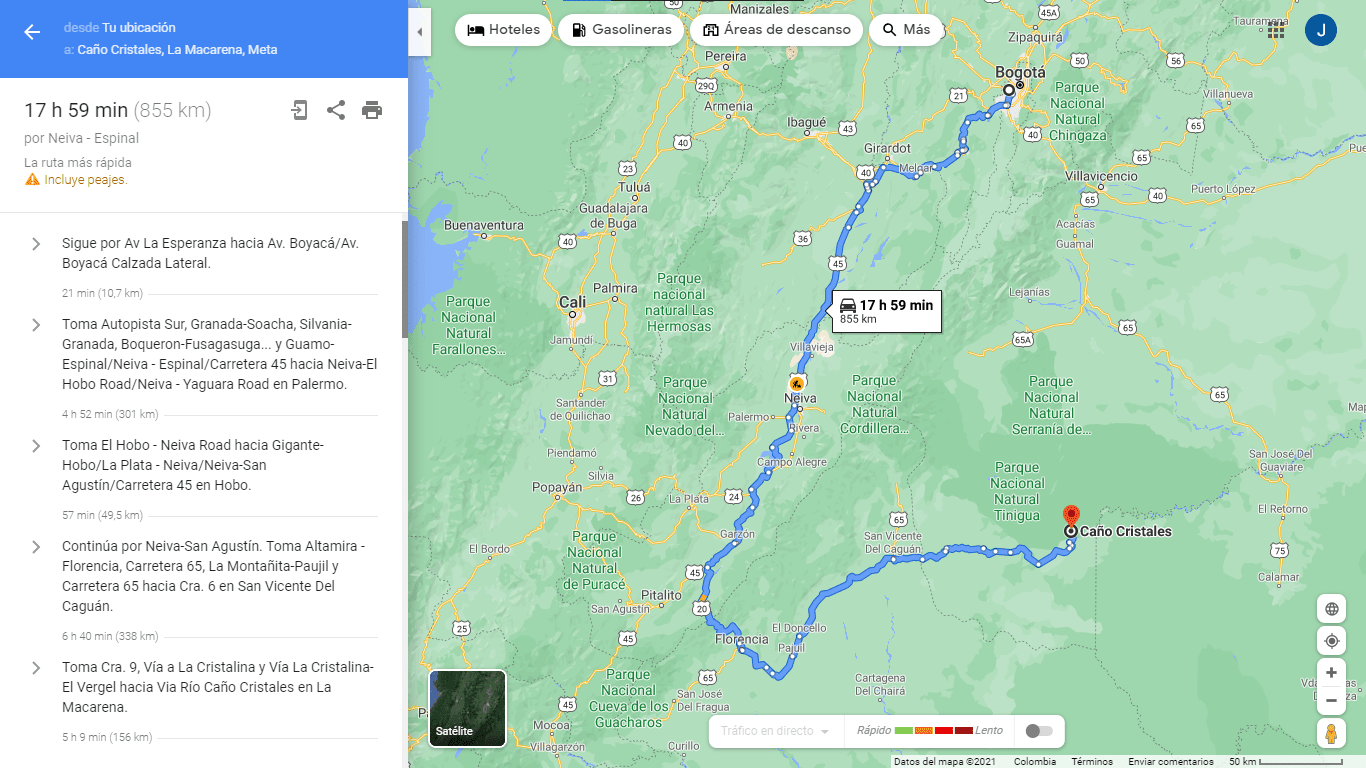 desde Tu ubicación
a: Caño Cristales, La Macarena, Meta
17 h 59 min (855 km)
por Neiva - Espinal
La ruta más rápida
Incluye peajes.
Sigue por Av La Esperanza hacia Av. Boyacá/Av.
Boyacá Calzada Lateral.
21 min (10,7 km)
Toma Autopista Sur, Granada-Soacha, Silvania-
Granada, Boqueron-Fusagasuga... y Guamo-
Espinal/Neiva - Espinal/Carretera 45 hacia Neiva-El
Hobo Road/Neiva - Yaguara Road en Palermo.
4 h 52 min (301 km)
Toma El Hobo - Neiva Road hacia Gigante-
Hobo/La Plata - Neiva/Neiva-San
Agustín/Carretera 45 en Hobo.
57 min (49,5 km)
Continúa por Neiva-San Agustín. Toma Altamira -
Florencia, Carretera 65, La Montañita-Paujil y
Carretera 65 hacia Cra. 6 en San Vicente Del
Caguán.
6 h 40 min (338 km)
Toma Cra. 9, Vía a La Cristalina y Vía La Cristalina-
El Vergel hacia Via Río Caño Cristales en La
Macarena.
5 h 9 min (156 km)
Hoteles
Gasolineras
Áreas de descanso
Más
J
50
Manizales
45A
Tauramena
Zipaquirá
Pereira
Bogotá
50
56
29Q
21
Villanueva
Armenia
Parque
Nacional
Natural
Chingaza
Ibagué
43
40
65
40
Girardot
Melgar
65
23
40
Villavicencio
Tuluá
Puerto López
40
65
Guadalajara
de Buga
Acacías
Buenaventura
36
Guamal
40
45
Parque
nacional
natural Las
Hermosas
Palmira
Lejanías
Cali
Parque
Nacional
Natural
Farallones...
17 h 59 min
855 km
65
Jamundí
Villavieja
65A
31
Parque
Nacional
Natural
Nevado del...
Parque
Nacional
Natural
Cordillera...
Parque
Nacional
Natural
Serranía de...
65
Neiva
Santander
de Quilichao
Palermo
Rivera
Piendamó
Campo Alegre
San José Del
Guaviare
Silvia
Parque
Nacional
Natural
Tinigua
Popayán
26
La Plata
24
El Retorno
65
Caño Cristales
Garzón
San Vicente
Del Caguán
El Bordo
Parque
Nacional
Natural
de Puracé
75
45
Calamar
Pitalito
San Agustín
20
25
45
Florencia
El Doncello
Paujil
65
Parque
Nacional
Natural
Cueva de los
Guacharos
Cartagena
Del Chairá
San José
Del Fragua
45
Mocoa
Villagarzón
Curillo
Satélite
Tráfico en directo
Rápido
Lento
Datos del mapa ©2021
Colombia
Términos
Enviar comentarios
50 km